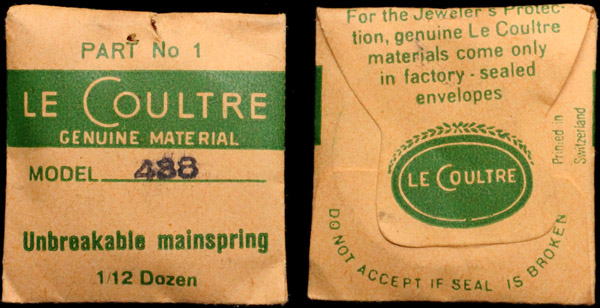 PART No 1
LE COULTRE
GENUINE MATERIAL
MODEL 488
Unbreakable mainspring
1/12 Dozen
For the Jeweler's Protec-
tion, genuine Le Coultre
materials come only
in factory-sealed
envelopes
Printed in
Switzerland
LE COULTRE
DO NOT ACCEPT IF SEAL IS BROKEN